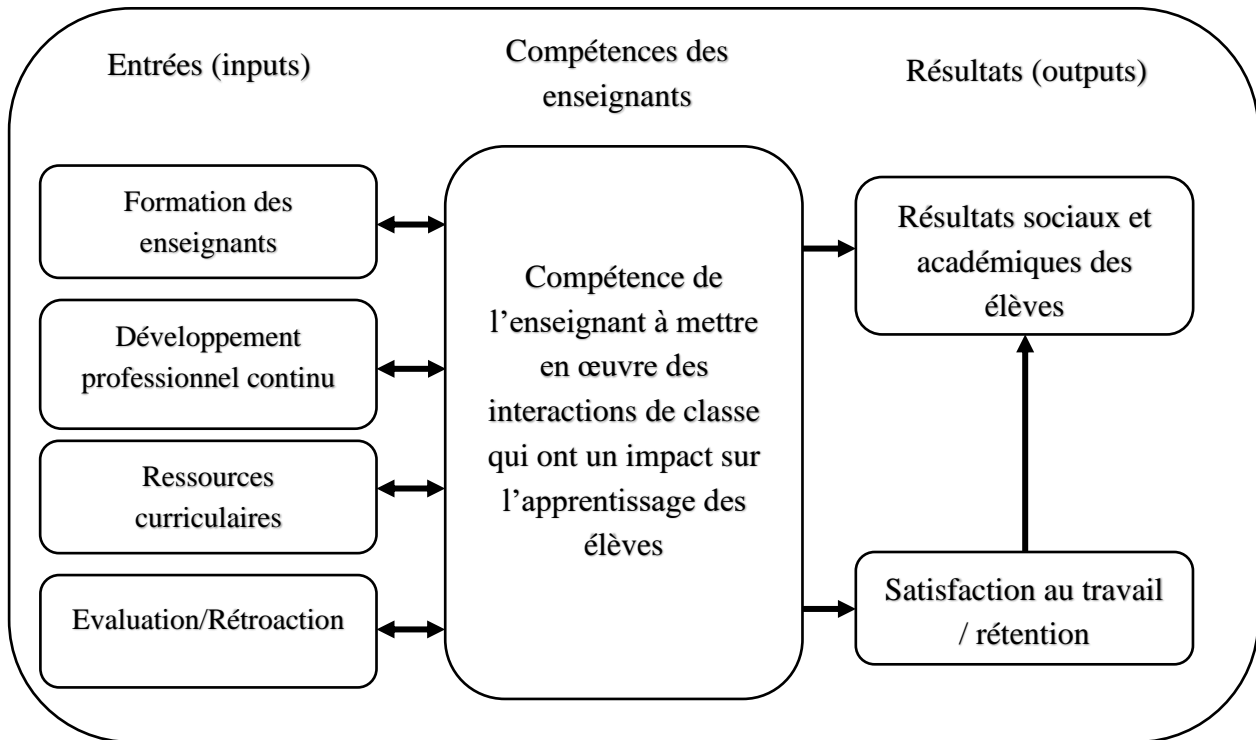 Entrées (inputs)
Compétences des
enseignants
Résultats (outputs)
Formation des
enseignants
Développement
professionnel continu
Ressources
curriculaires
Evaluation/Rétroaction
Compétence de
l’enseignant à mettre
en œuvre des
interactions de classe
qui ont un impact sur
l’apprentissage des
élèves
Résultats sociaux et
académiques des
élèves
Satisfaction au travail
/ rétention